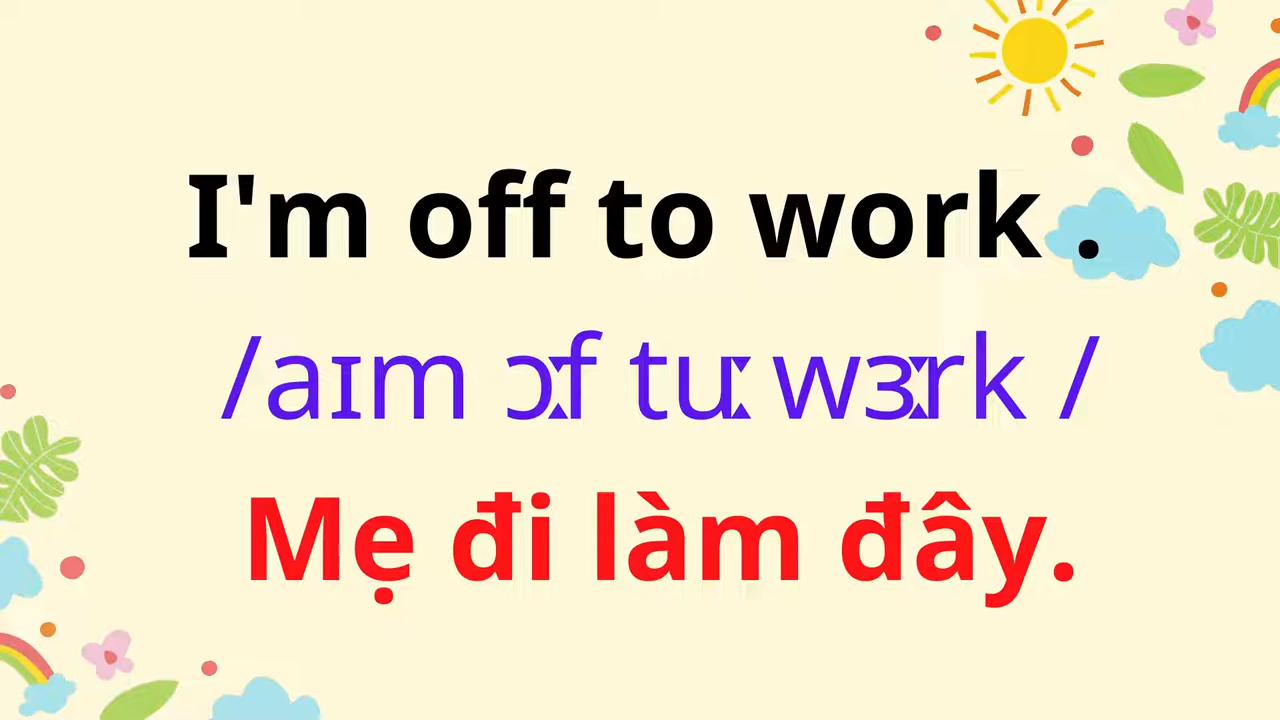 I'm off to work .
/aɪm ɔːf tuː wɜːrk /
Mẹ đi làm đây.